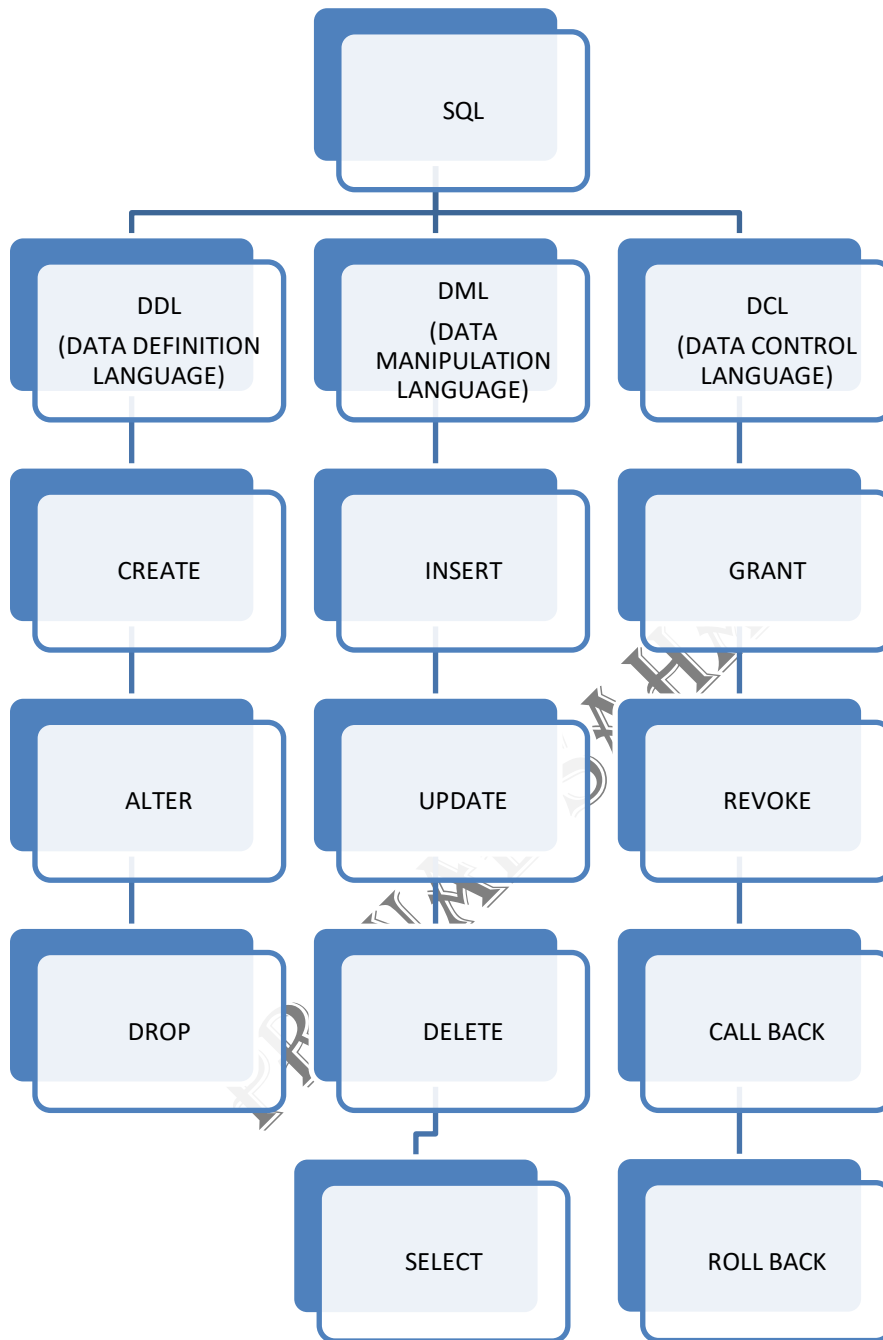 SQL
DDL
(DATA DEFINITION
LANGUAGE)
DML
(DATA
MANIPULATION
LANGUAGE)
DCL
(DATA CONTROL
LANGUAGE)
CREATE
INSERT
GRANT
ALTER
UPDATE
REVOKE
DROP
DELETE
CALL BACK
SELECT
ROLL BACK